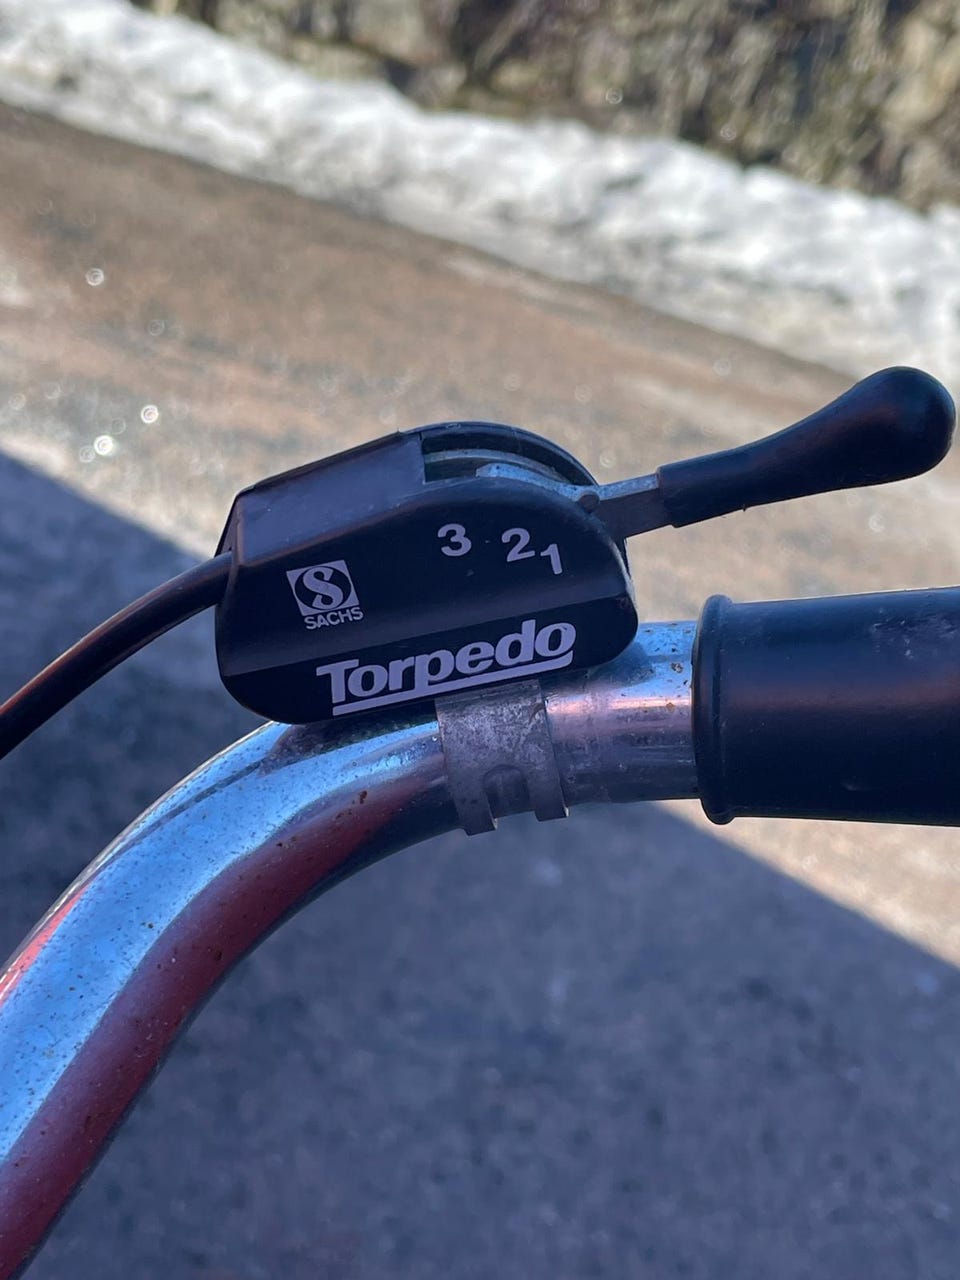 3 2 1
S
SACHS
Torpedo